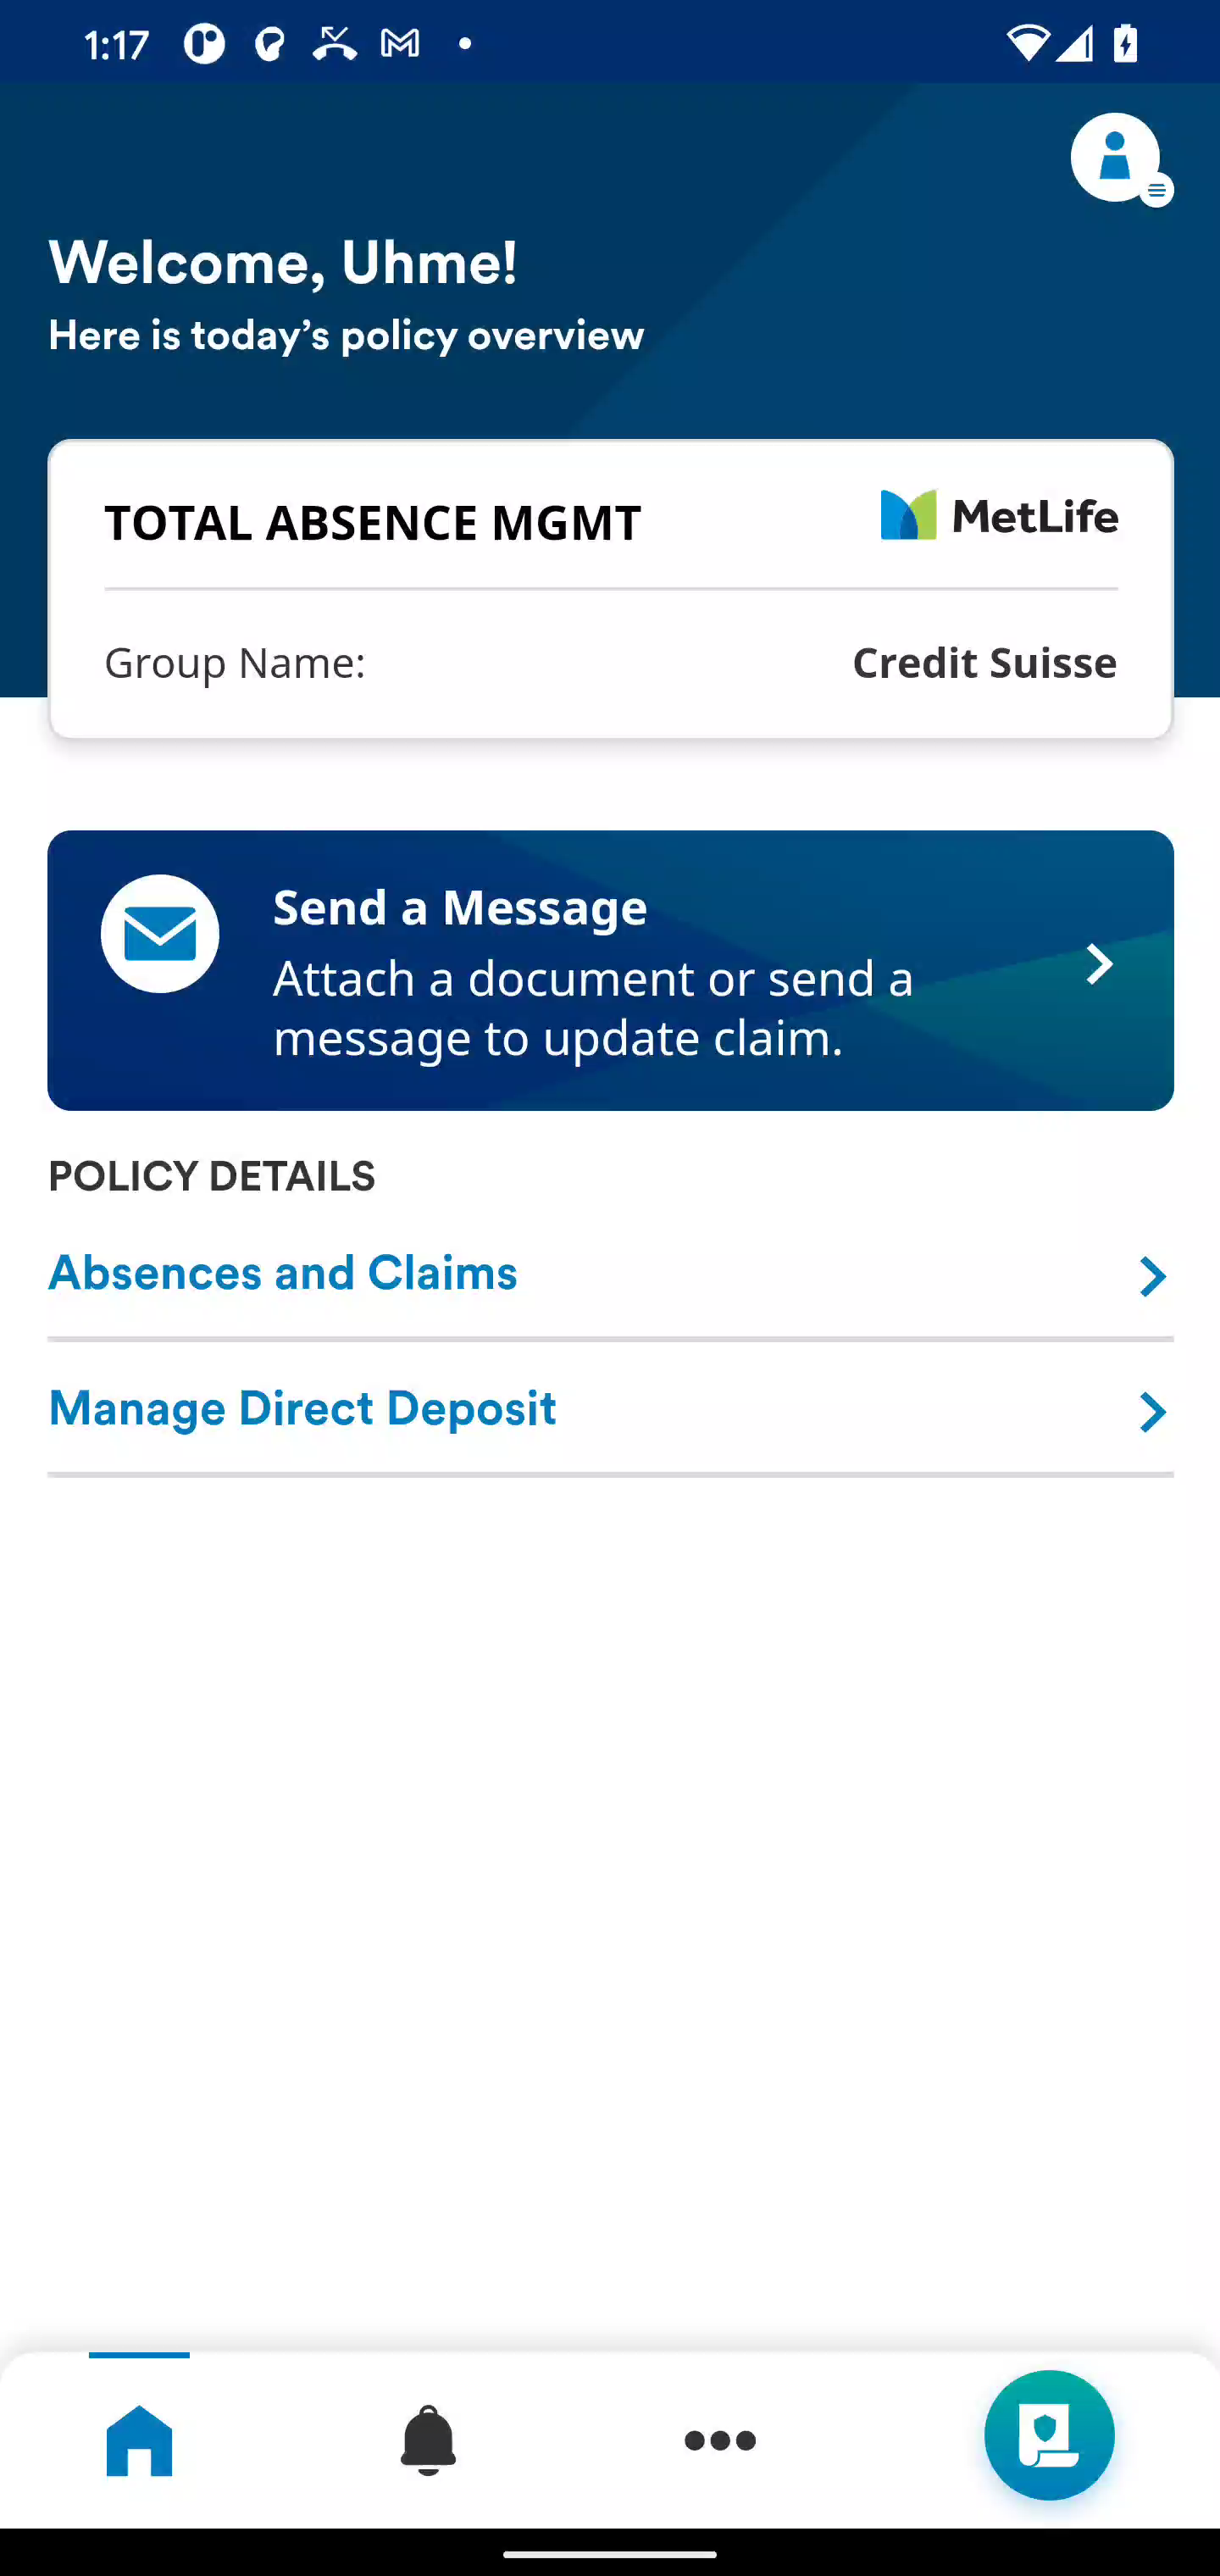 1:17
Welcome, Uhme!
Here is today’s policy overview
TOTAL ABSENCE MGMT
MetLife
Group Name:
Credit Suisse
Send a Message
Attach a document or send a
message to update claim.
POLICY DETAILS
Absences and Claims
Manage Direct Deposit